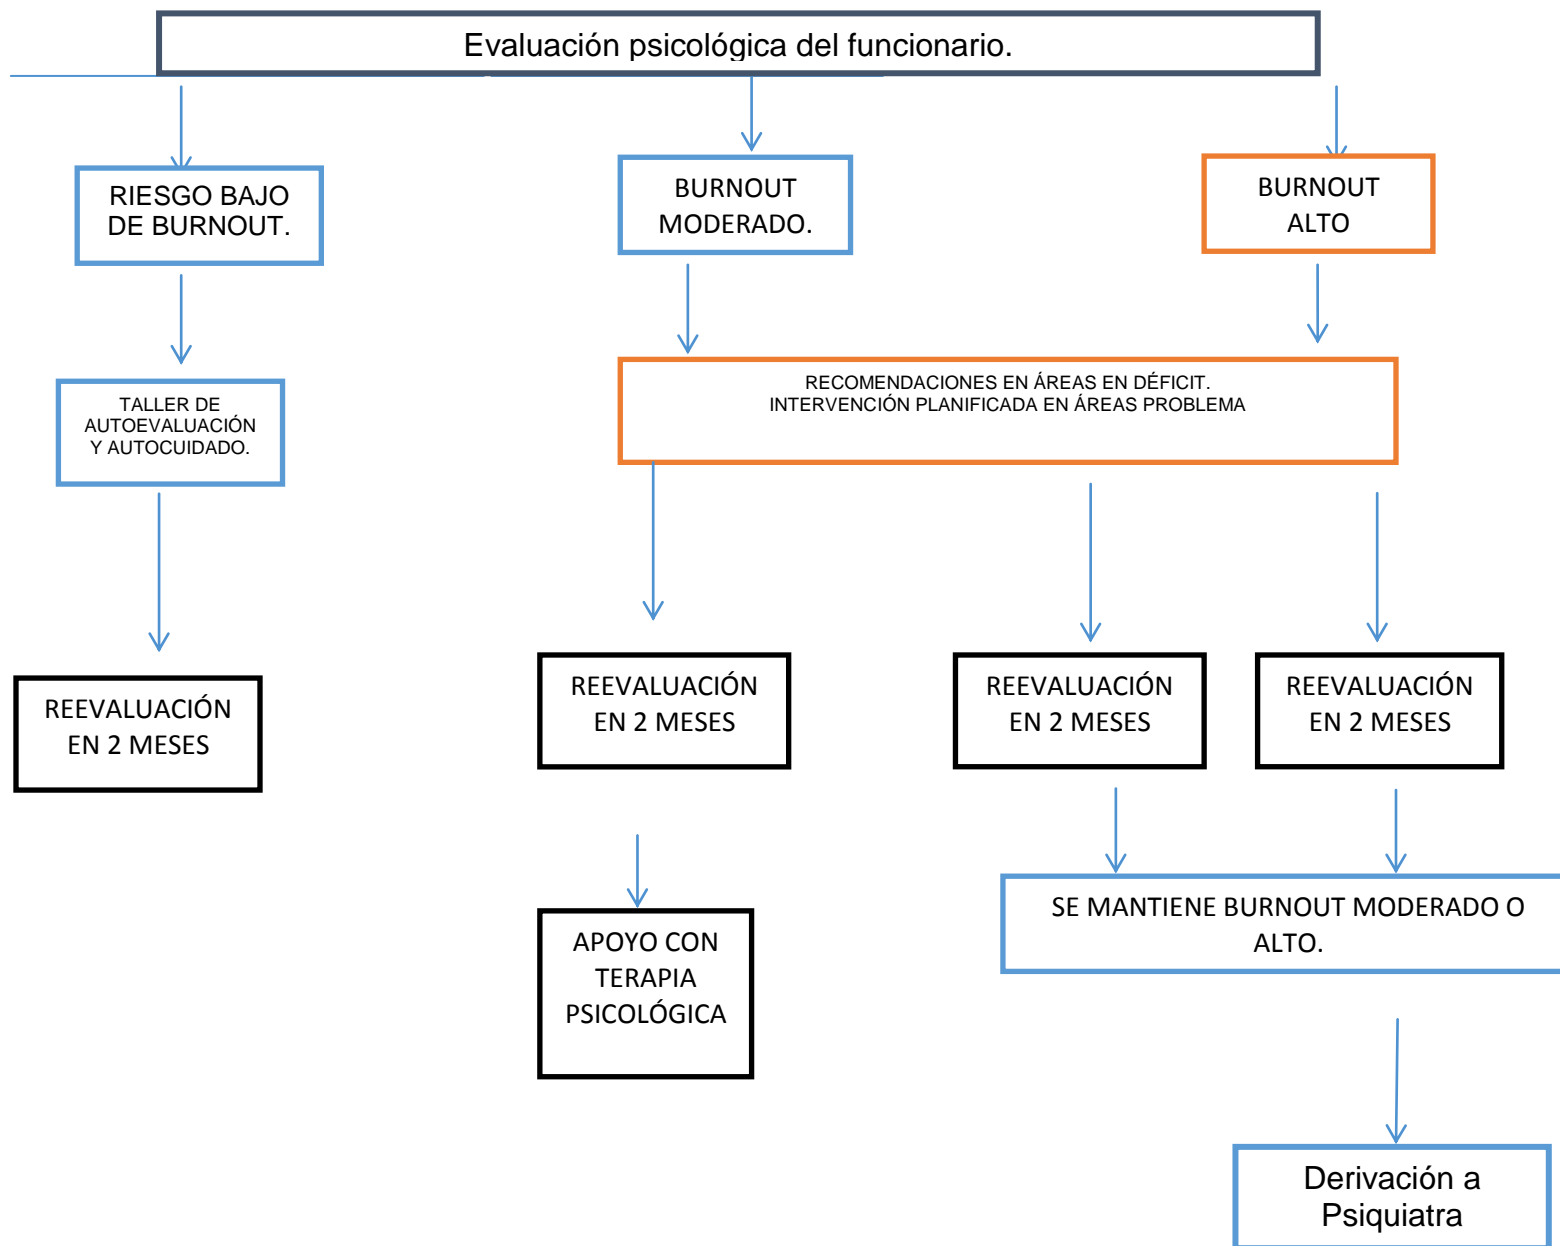 Evaluación psicológica del funcionario.
RIESGO BAJO
DE BURNOUT.
BURNOUT
MODERADO.
BURNOUT
ALTO
TALLER DE
AUTOEVALUACIÓN
Y AUTOCUIDADO.
RECOMENDACIONES EN ÁREAS EN DÉFICIT.
INTERVENCIÓN PLANIFICADA EN ÁREAS PROBLEMA
REEVALUACIÓN
EN 2 MESES
REEVALUACIÓN
EN 2 MESES
REEVALUACIÓN
EN 2 MESES
REEVALUACIÓN
EN 2 MESES
APOYO CON
TERAPIA
PSICOLÓGICA
SE MANTIENE BURNOUT MODERADO O
ALTO.
Derivación a
Psiquiatra